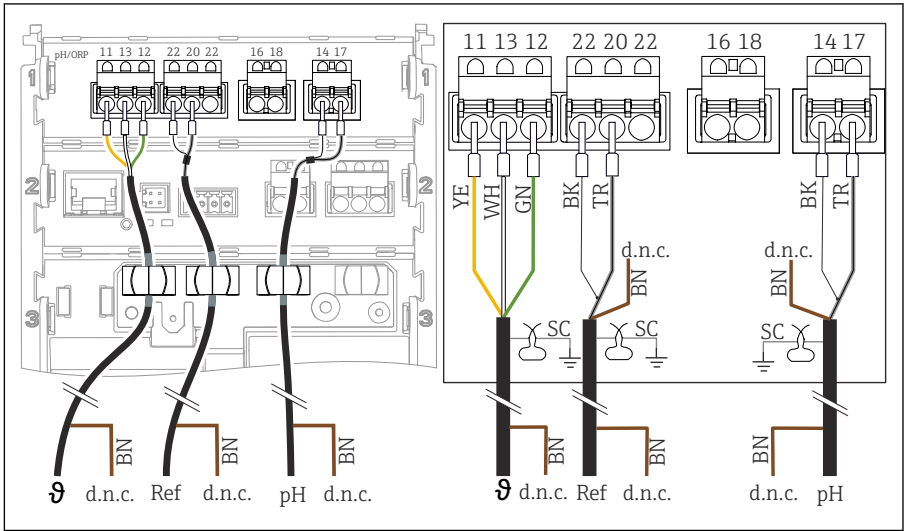 pH/ORP 11 13 12 22 20 22 16 18 14 17
1 1
2 2
3 3
BN BN BN
ϑ d.n.c. Ref d.n.c. pH d.n.c.
11 13 12 22 20 22 16 18 14 17
YE WH GN BK TR BK TR
d.n.c. d.n.c.
BN BN
SC SC SC
BN BN BN
ϑ d.n.c. Ref d.n.c. d.n.c. pH